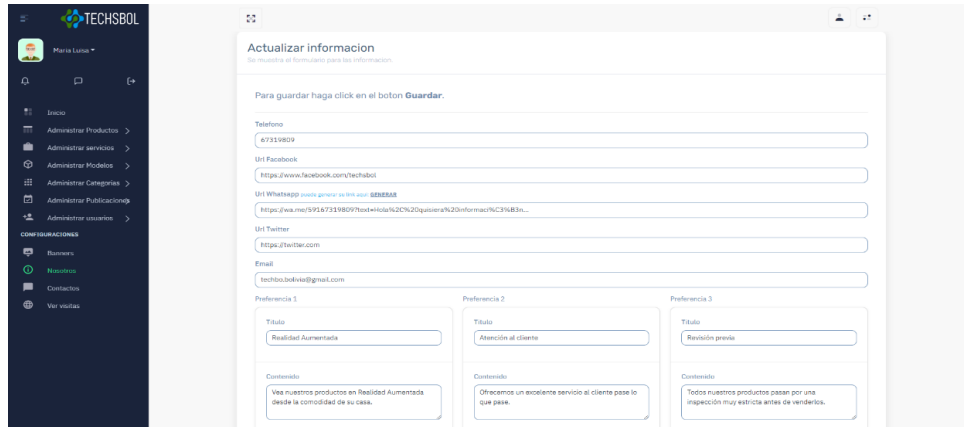 TECHSBOL
Maria Luisa
Inicio
Administrar Productos
Administrar servicios
Administrar Modelos
Administrar Categorías
Administrar Publicaciones
Administrar usuarios
CONFIGURACIONES
Banners
Nosotros
Contactos
Ver visitas
Actualizar informacion
Se muestra el formulario para las informacion
Para guardar haga click en el boton Guardar.
Telefono
67319809
Url Facebook
https://www.facebook.com/techsbol
Url Whatsapp puede generar su link aqui: GENERAR
https://wa.me/59167319809?text=Hola%2C%20quisiera%20informaci%C3%B3n...
Url Twitter
https://twitter.com
Email
techbo.bolivia@gmail.com
Preferencia 1
Titulo
Realidad Aumentada
Contenido
Vea nuestros productos en Realidad Aumentada
desde la comodidad de su casa.
Preferencia 2
Titulo
Atención al cliente
Contenido
Ofrecemos un excelente servicio al cliente pase lo
que pase.
Preferencia 3
Titulo
Revisión previa
Contenido
Todos nuestros productos pasan por una
inspección muy estricta antes de venderlos.